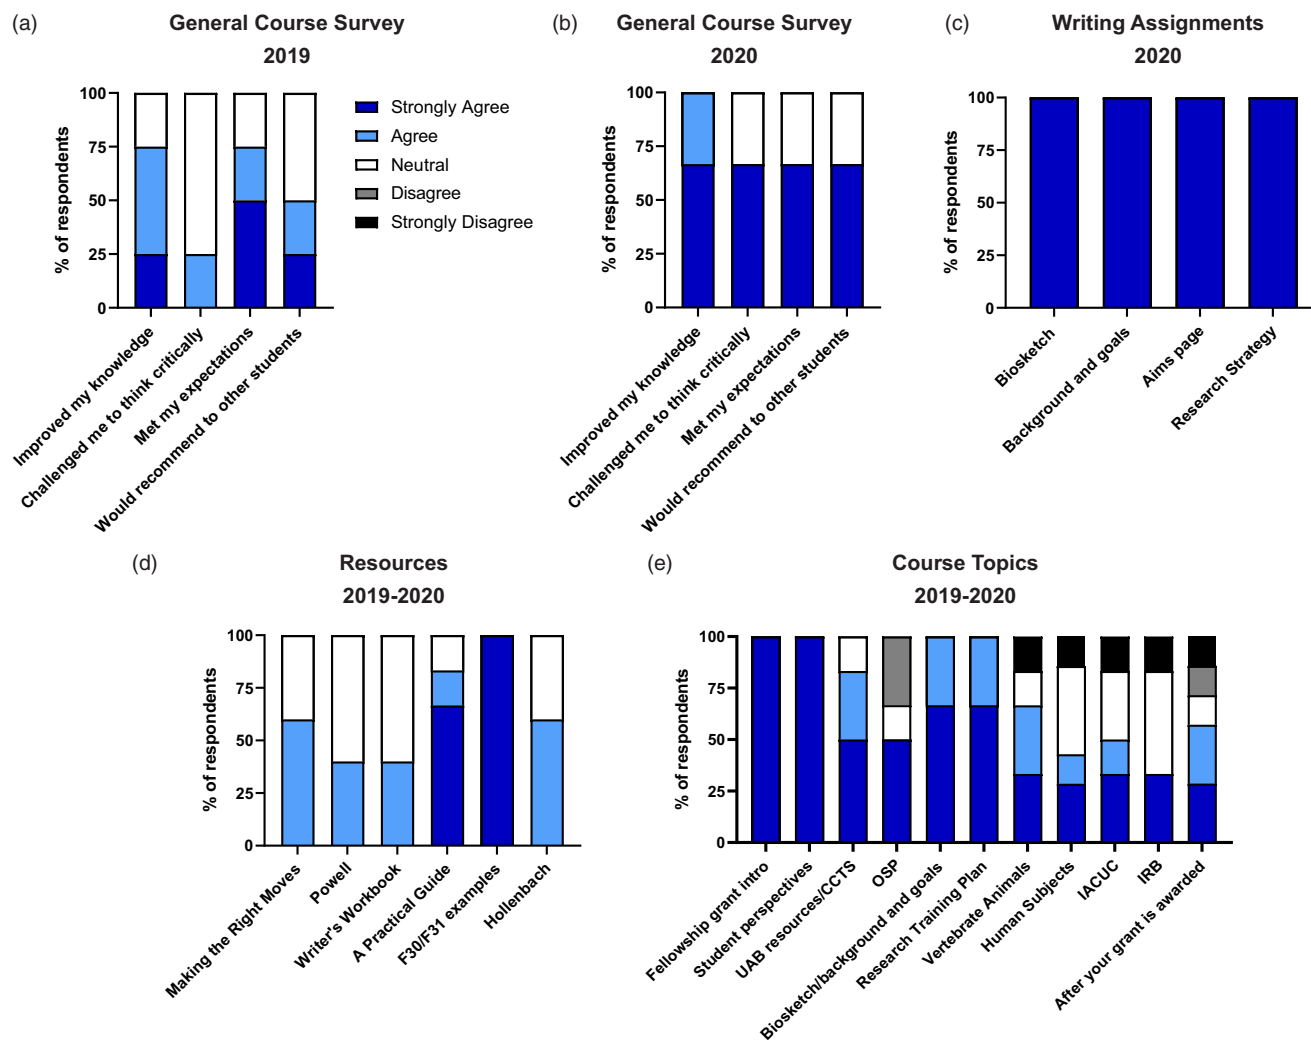 (a)
General Course Survey
2019
% of respondents
100
75
50
25
0
Improved my knowledge
Challenged me to think critically
Met my expectations
Would recommend to other students
Strongly Agree
Agree
Neutral
Disagree
Strongly Disagree
(b)
General Course Survey
2020
% of respondents
100
75
50
25
0
Improved my knowledge
Challenged me to think critically
Met my expectations
Would recommend to other students
(c)
Writing Assignments
2020
% of respondents
100
75
50
25
0
Biosketch
Background and goals
Aims page
Research Strategy
(d)
Resources
2019-2020
% of respondents
100
75
50
25
0
Making the Right Moves
Powell
Writer's Workbook
A Practical Guide
F30/F31 examples
Hollenbach
(e)
Course Topics
2019-2020
% of respondents
100
75
50
25
0
Fellowship grant intro
Student perspectives
UAB resources/CCTS
OSP
Biosketch/background and goals
Research Training Plan
Vertebrate Animals
Human Subjects
IACUC
IRB
After your grant is awarded